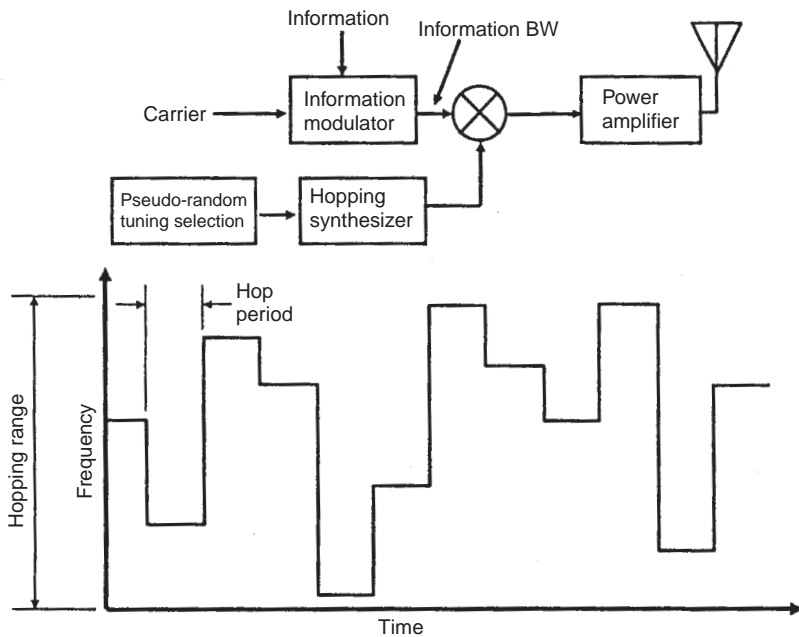 Information
Information BW
Carrier
Information
modulator
Power
amplifier
Pseudo-random
tuning selection
Hopping
synthesizer
Hop
period
Hopping range
Frequency
Time